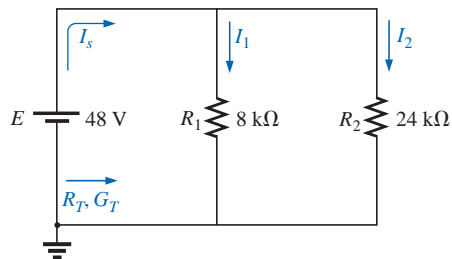 I_s I_1 I_2
E 48 V R_1 8 kΩ R_2 24 kΩ
R_T, G_T